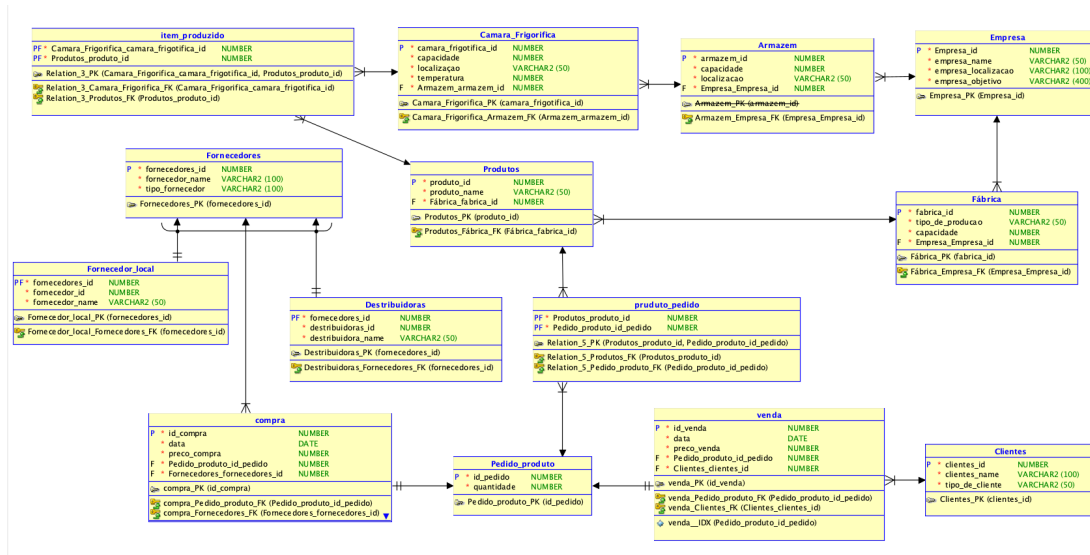 item_produzido
PF * Camara_Frigorifica_camara_frigotifica_id NUMBER
PF * Produtos_produto_id NUMBER
Relation_3_PK (Camara_Frigorifica_camara_frigotifica_id, Produtos_produto_id)
Relation_3_Camara_Frigorifica_FK (Camara_Frigorifica_camara_frigotifica_id)
Relation_3_Produtos_FK (Produtos_produto_id)
Camara_Frigorifica
P * camara_frigotifica_id NUMBER
* capacidade NUMBER
* localizaçao VARCHAR2 (50)
* temperatura NUMBER
F * Armazem_armazem_id NUMBER
Camara_Frigorifica_PK (camara_frigotifica_id)
Camara_Frigorifica_Armazem_FK (Armazem_armazem_id)
Armazem
P * armazem_id NUMBER
* capacidade NUMBER
* localizacao VARCHAR2 (50)
F * Empresa_Empresa_id NUMBER
Armazem_PK (armazem_id)
Armazem_Empresa_FK (Empresa_Empresa_id)
Empresa
P * Empresa_id NUMBER
* empresa_name VARCHAR2 (50)
* empresa_localizacao VARCHAR2 (100)
* empresa_objetivo VARCHAR2 (400)
Empresa_PK (Empresa_id)
Fornecedores
P * fornecedores_id NUMBER
* fornecedor_name VARCHAR2 (100)
* tipo_fornecedor VARCHAR2 (100)
Fornecedores_PK (fornecedores_id)
Produtos
P * produto_id NUMBER
* produto_name VARCHAR2 (50)
F * Fábrica_fabrica_id NUMBER
Produtos_PK (produto_id)
Produtos_Fábrica_FK (Fábrica_fabrica_id)
Fábrica
P * fabrica_id NUMBER
* tipo_de_producao VARCHAR2 (50)
* capacidade NUMBER
F * Empresa_Empresa_id NUMBER
Fábrica_PK (fabrica_id)
Fábrica_Empresa_FK (Empresa_Empresa_id)
Fornecedor_local
PF * fornecedores_id NUMBER
* fornecedor_id NUMBER
* fornecedor_name VARCHAR2 (50)
Fornecedor_local_PK (fornecedores_id)
Fornecedor_local_Fornecedores_FK (fornecedores_id)
Destribuidoras
PF * fornecedores_id NUMBER
* destribuidoras_id NUMBER
* destribuidora_name VARCHAR2 (50)
Destribuidoras_PK (fornecedores_id)
Destribuidoras_Fornecedores_FK (fornecedores_id)
pruduto_pedido
PF * Produtos_produto_id NUMBER
PF * Pedido_produto_id_pedido NUMBER
Relation_5_PK (Produtos_produto_id, Pedido_produto_id_pedido)
Relation_5_Produtos_FK (Produtos_produto_id)
Relation_5_Pedido_produto_FK (Pedido_produto_id_pedido)
compra
P * id_compra NUMBER
* data DATE
* preco_compra NUMBER
F * Pedido_produto_id_pedido NUMBER
F * Fornecedores_fornecedores_id NUMBER
compra_PK (id_compra)
compra_Pedido_produto_FK (Pedido_produto_id_pedido)
compra_Fornecedores_FK (Fornecedores_fornecedores_id)
Pedido_produto
P * id_pedido NUMBER
* quantidade NUMBER
Pedido_produto_PK (id_pedido)
venda
P * id_venda NUMBER
* data DATE
* preco_venda NUMBER
F * Pedido_produto_id_pedido NUMBER
F * Clientes_clientes_id NUMBER
venda_PK (id_venda)
venda_Pedido_produto_FK (Pedido_produto_id_pedido)
venda_Clientes_FK (Clientes_clientes_id)
venda__IDX (Pedido_produto_id_pedido)
Clientes
P * clientes_id NUMBER
* clientes_name VARCHAR2 (100)
* tipo_de_cliente VARCHAR2 (50)
Clientes_PK (clientes_id)